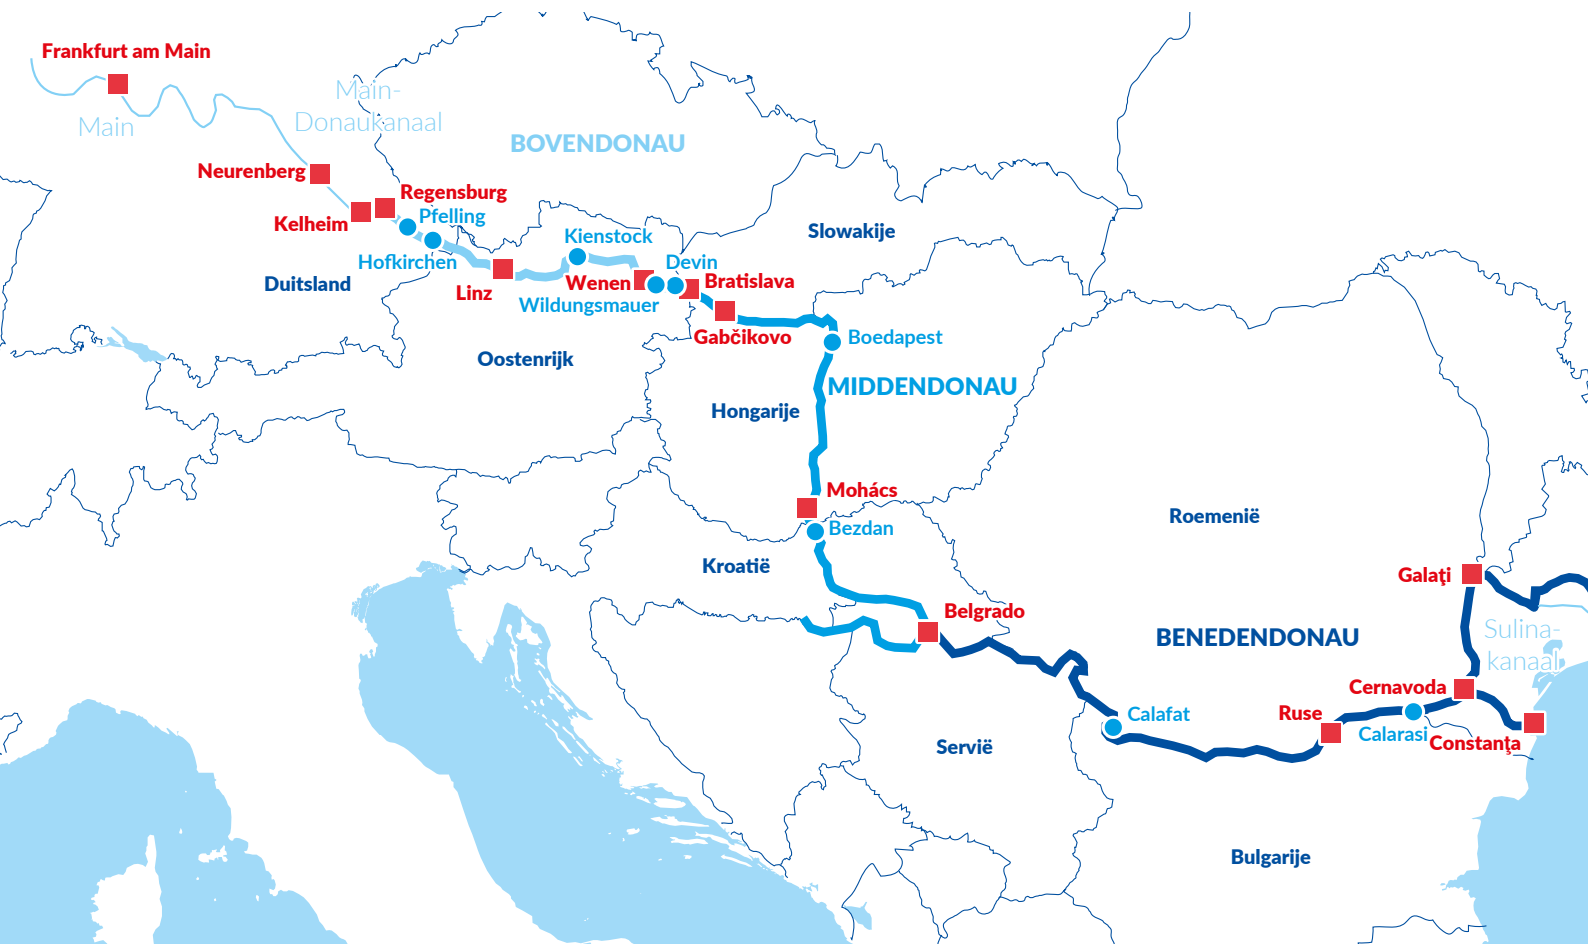 Frankfurt am Main
Main
Main-
Donaukanaal
BOVENDONAU
Neurenberg
Regensburg
Pfelling
Kelheim
Hofkirchen
Duitsland
Kienstock
Slowakije
Devin
Wenen
Bratislava
Linz
Wildungsmauer
Gabčikovo
Boedapest
Oostenrijk
MIDDENDONAU
Hongarije
Mohács
Bezdan
Roemenië
Kroatië
Galaţi
Belgrado
BENEDENDONAU
Sulina-
kanaal
Cernavoda
Calafat
Ruse
Calarasi
Constanţa
Servië
Bulgarije